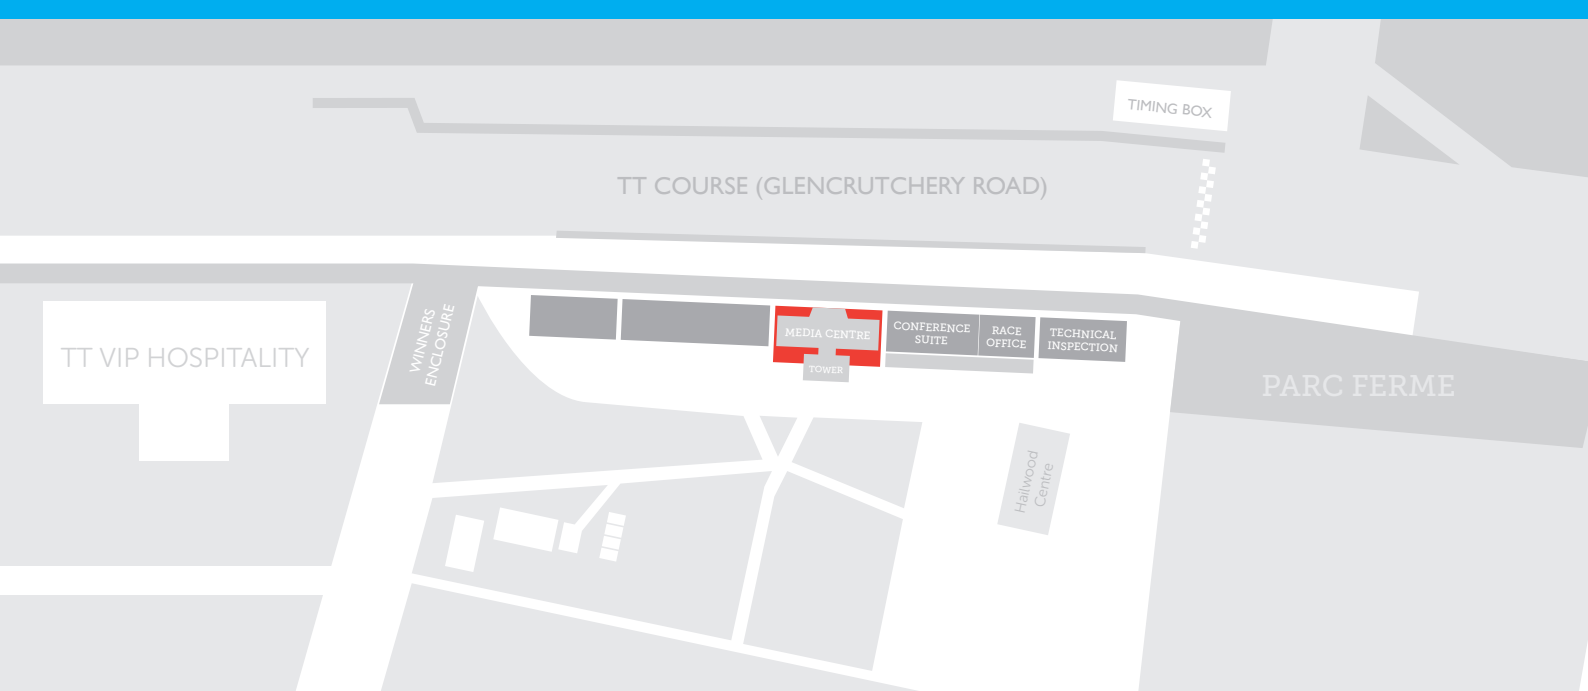 TIMING BOX
TT COURSE (GLENCRUTCHERY ROAD)
WINNERS
ENCLOSURE
TT VIP HOSPITALITY
MEDIA CENTRE
TOWER
CONFERENCE
SUITE
RACE
OFFICE
TECHNICAL
INSPECTION
PARC FERME
Hailwood
Centre